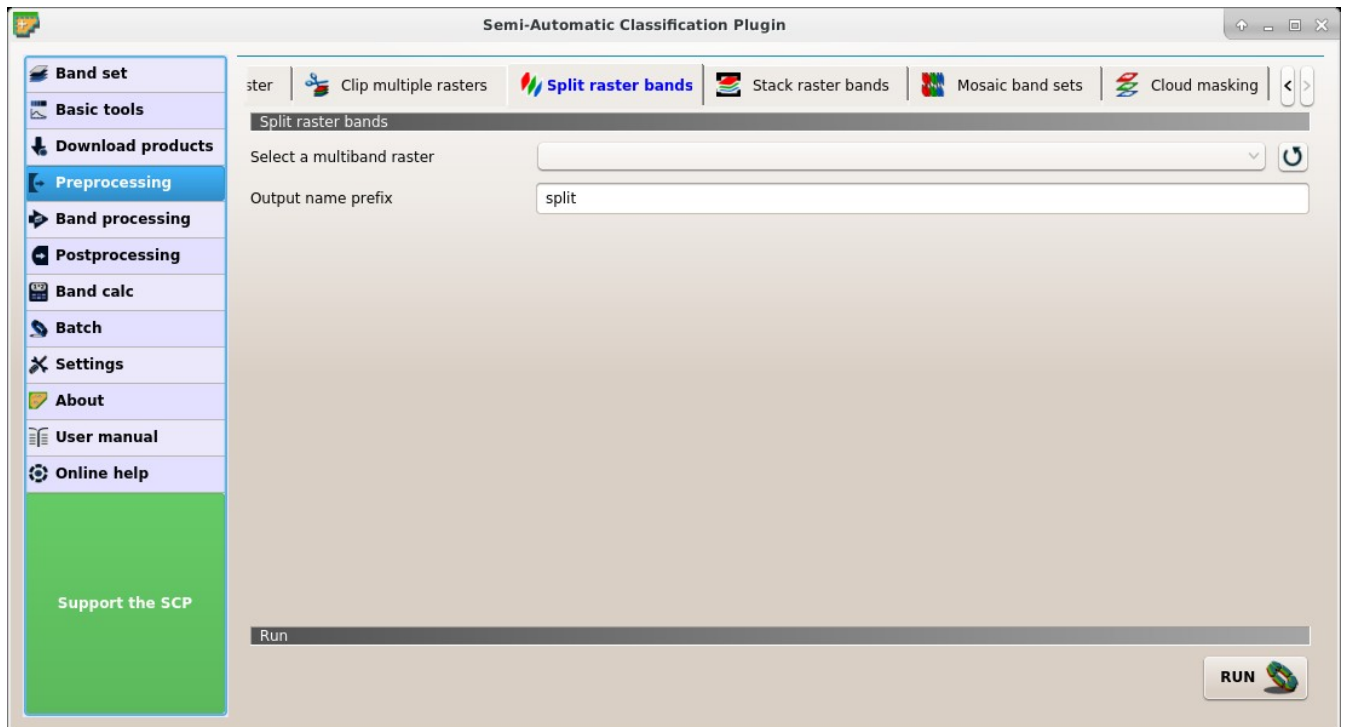 Semi-Automatic Classification Plugin
Band set
Basic tools
Download products
Preprocessing
Band processing
Postprocessing
Band calc
Batch
Settings
About
User manual
Online help
Support the SCP
ster Clip multiple rasters Split raster bands Stack raster bands Mosaic band sets Cloud masking < >
Split raster bands
Select a multiband raster
Output name prefix split
Run
RUN